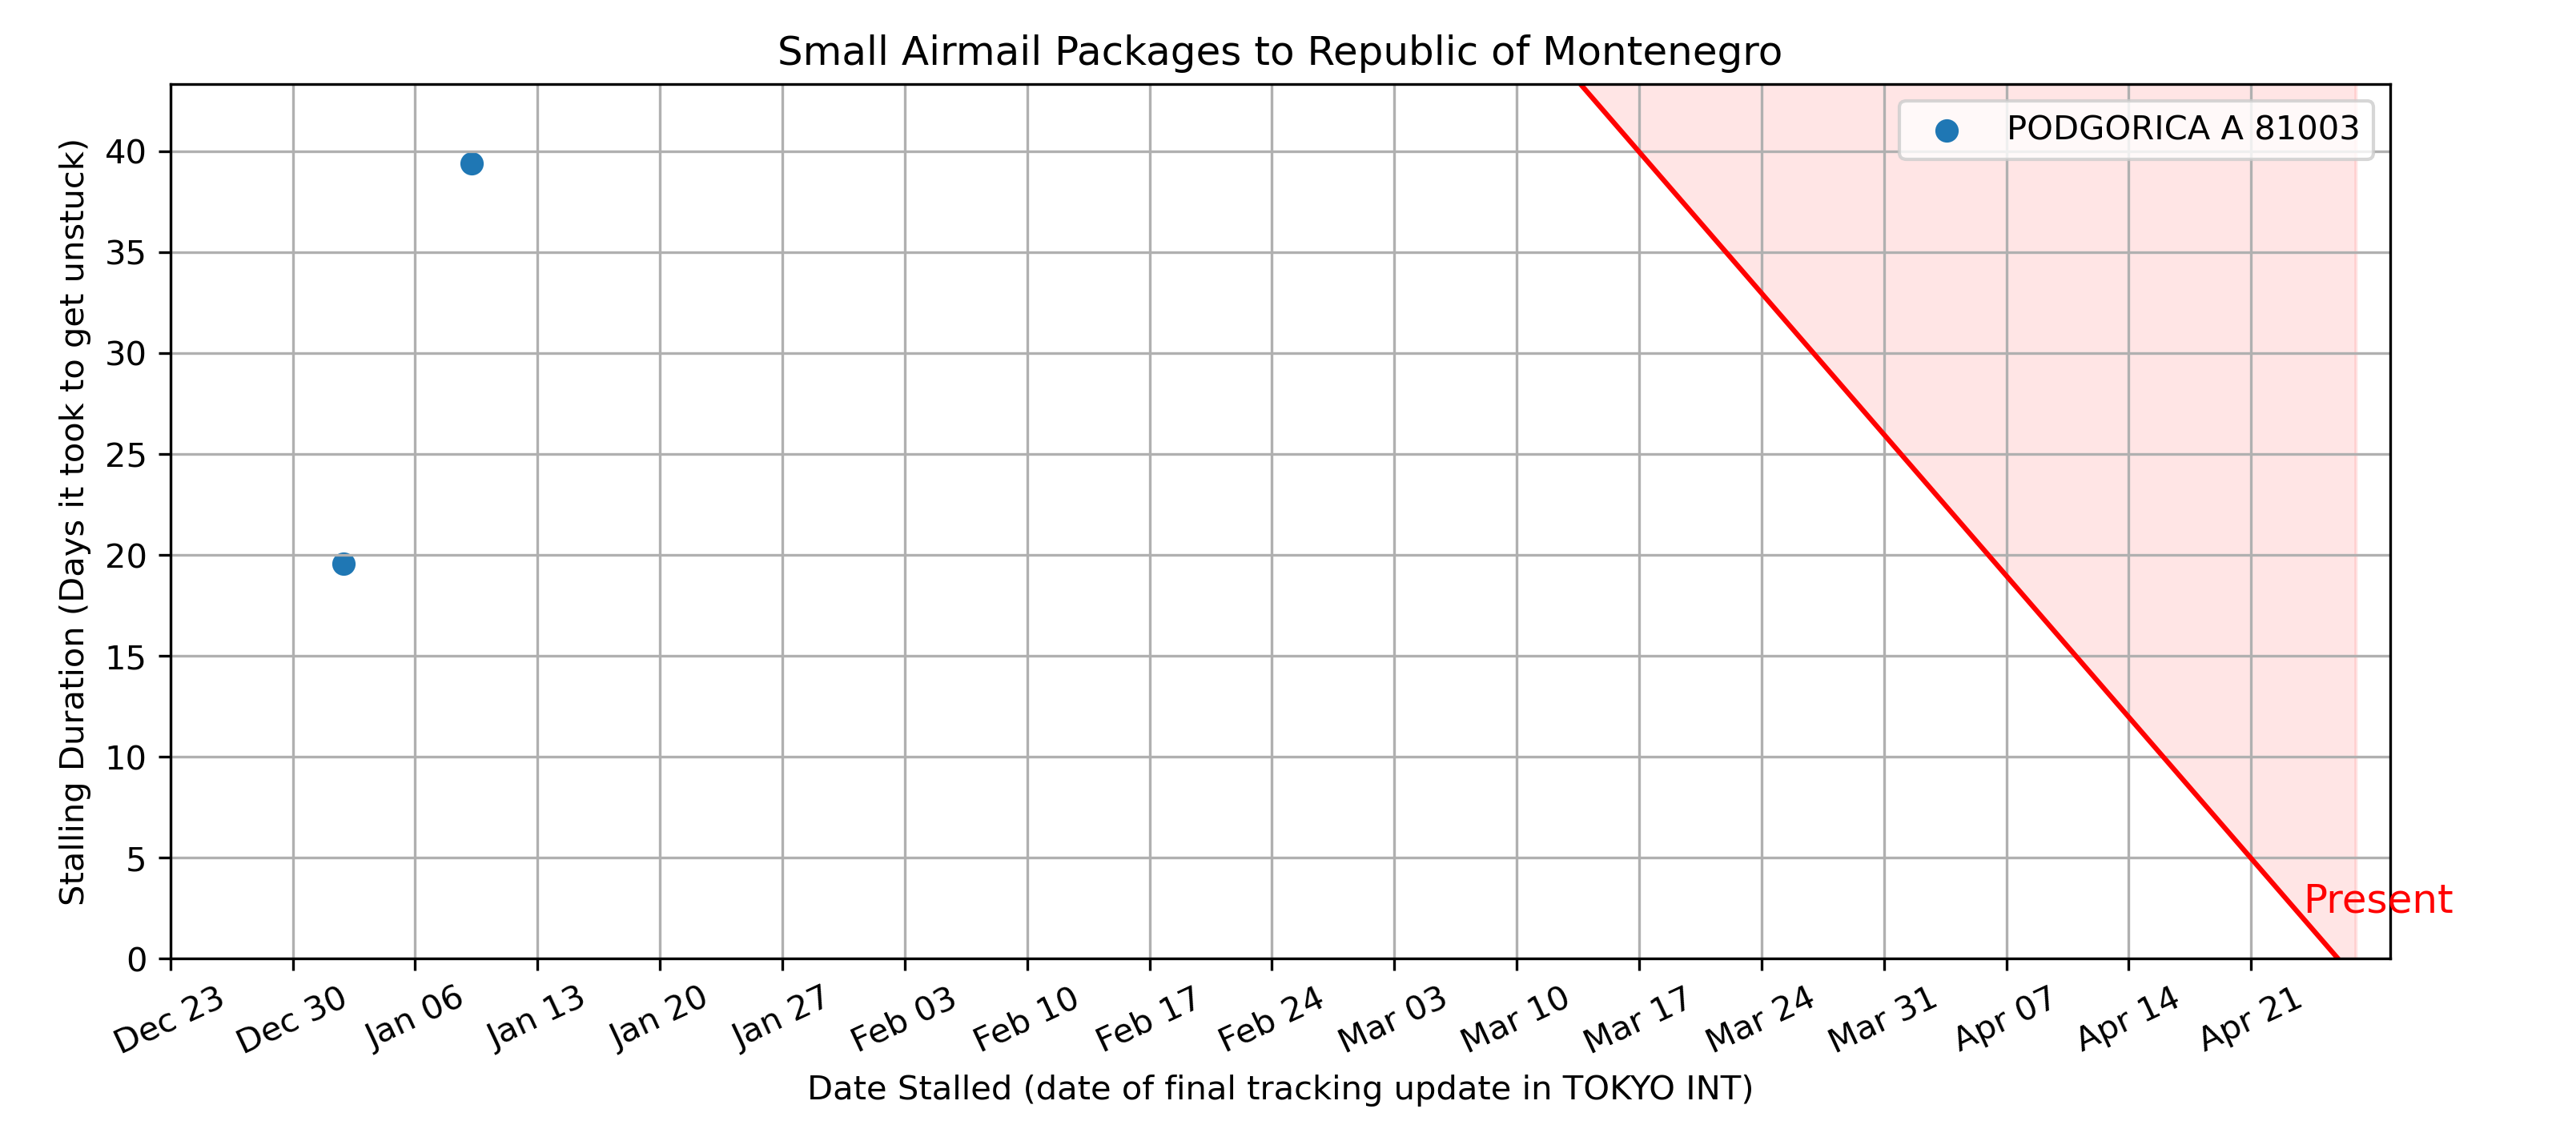 Small Airmail Packages to Republic of Montenegro
PODGORICA A 81003
Stalling Duration (Days it took to get unstuck)
40
35
30
25
20
15
10
5
0
Present
Dec 23
Dec 30
Jan 06
Jan 13
Jan 20
Jan 27
Feb 03
Feb 10
Feb 17
Feb 24
Mar 03
Mar 10
Mar 17
Mar 24
Mar 31
Apr 07
Apr 14
Apr 21
Date Stalled (date of final tracking update in TOKYO INT)